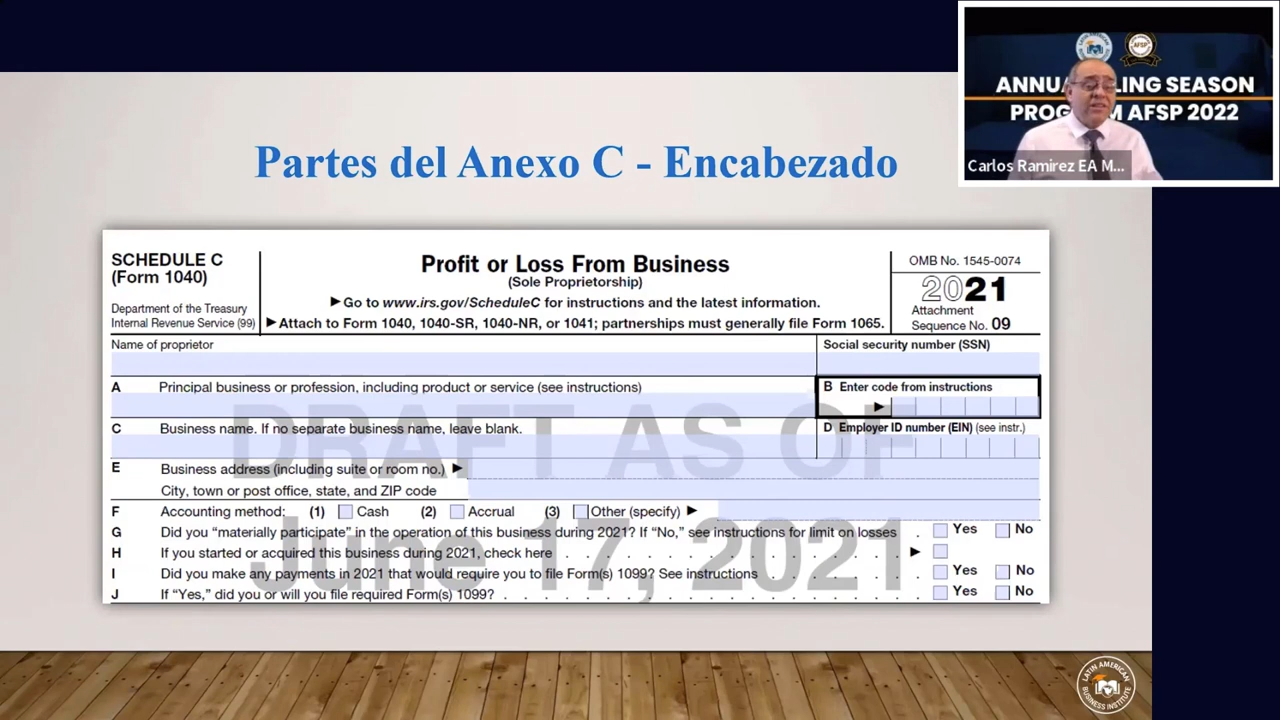 ANNUAL FILING SEASON
PROGRAM AFSP 2022
AFSP
Carlos Ramirez EA M...
Partes del Anexo C - Encabezado
SCHEDULE C
(Form 1040)
Department of the Treasury
Internal Revenue Service (99)
Profit or Loss From Business
(Sole Proprietorship)
▶Go to www.irs.gov/ScheduleC for instructions and the latest information.
▶Attach to Form 1040, 1040-SR, 1040-NR, or 1041; partnerships must generally file Form 1065.
OMB No. 1545-0074
2021
Attachment
Sequence No. 09
Name of proprietor
Social security number (SSN)
A Principal business or profession, including product or service (see instructions)
B Enter code from instructions
▶
C Business name. If no separate business name, leave blank.
D Employer ID number (EIN) (see instr.)
E Business address (including suite or room no.) ▶
City, town or post office, state, and ZIP code
F Accounting method: (1) Cash (2) Accrual (3) Other (specify) ▶
G Did you “materially participate” in the operation of this business during 2021? If “No,” see instructions for limit on losses . Yes No
H If you started or acquired this business during 2021, check here . . . . . . . . . . . . . . . . . ▶
I Did you make any payments in 2021 that would require you to file Form(s) 1099? See instructions . . . . . . . . Yes No
J If “Yes,” did you or will you file required Form(s) 1099? . . . . . . . . . . . . . . . . . . . . Yes No
DRAFT AS OF
June 17, 2021
LATIN AMERICAN
BUSINESS INSTITUTE